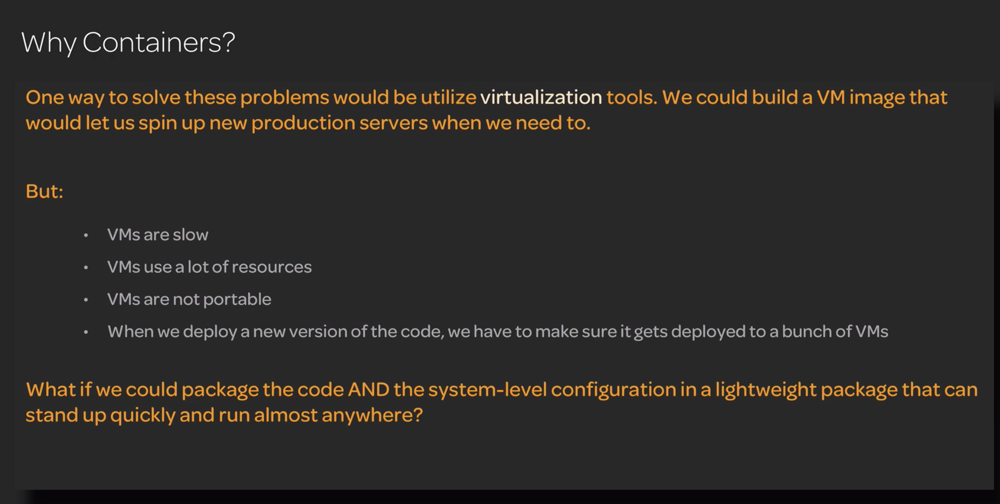 Why Containers?
One way to solve these problems would be utilize virtualization tools. We could build a VM image that
would let us spin up new production servers when we need to.
But:
• VMs are slow
• VMs use a lot of resources
• VMs are not portable
• When we deploy a new version of the code, we have to make sure it gets deployed to a bunch of VMs
What if we could package the code AND the system-level configuration in a lightweight package that can
stand up quickly and run almost anywhere?